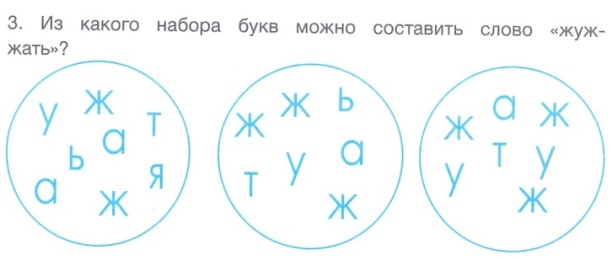 3. Из какого набора букв можно составить слово «жуж-
жать»?
у ж т
ь а
а ж я
ж ж ь
т у а
ж
ж а ж
у т у
ж